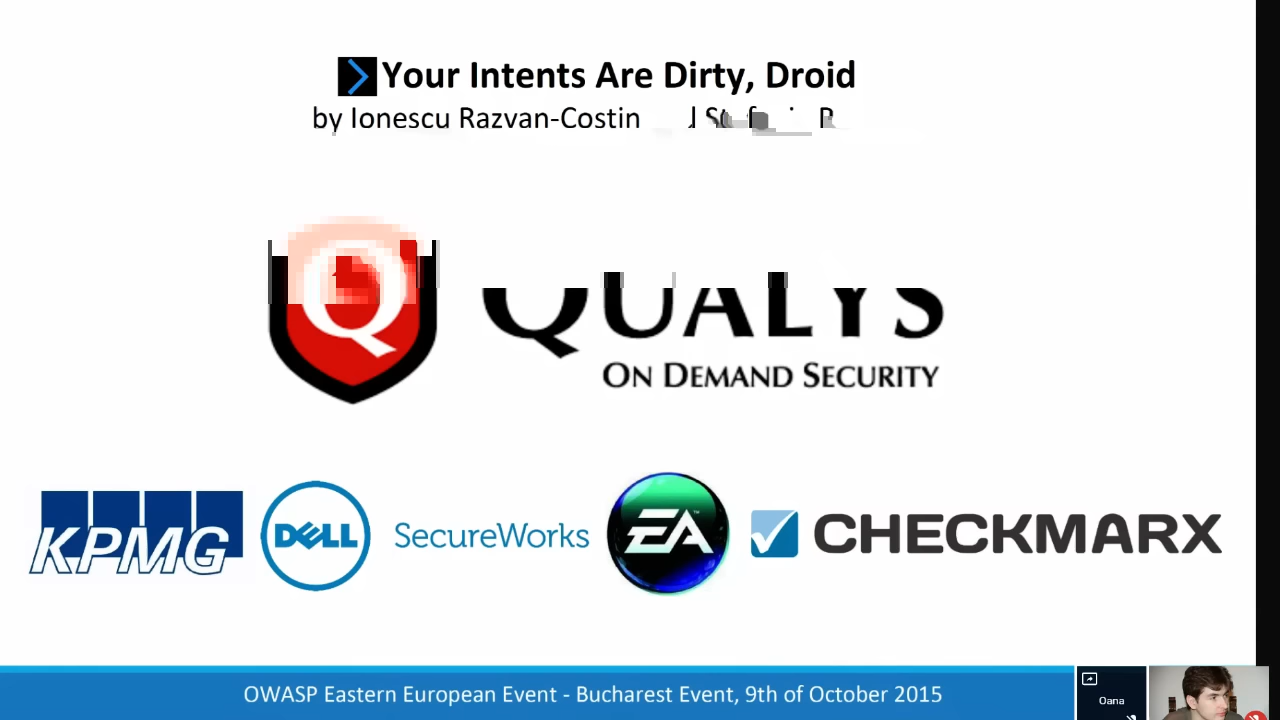 Your Intents Are Dirty, Droid
by Ionescu Razvan-Costin
Q QUALYS
ON DEMAND SECURITY
KPMG DELL SecureWorks EA CHECKMARX
OWASP Eastern European Event - Bucharest Event, 9th of October 2015
Oana